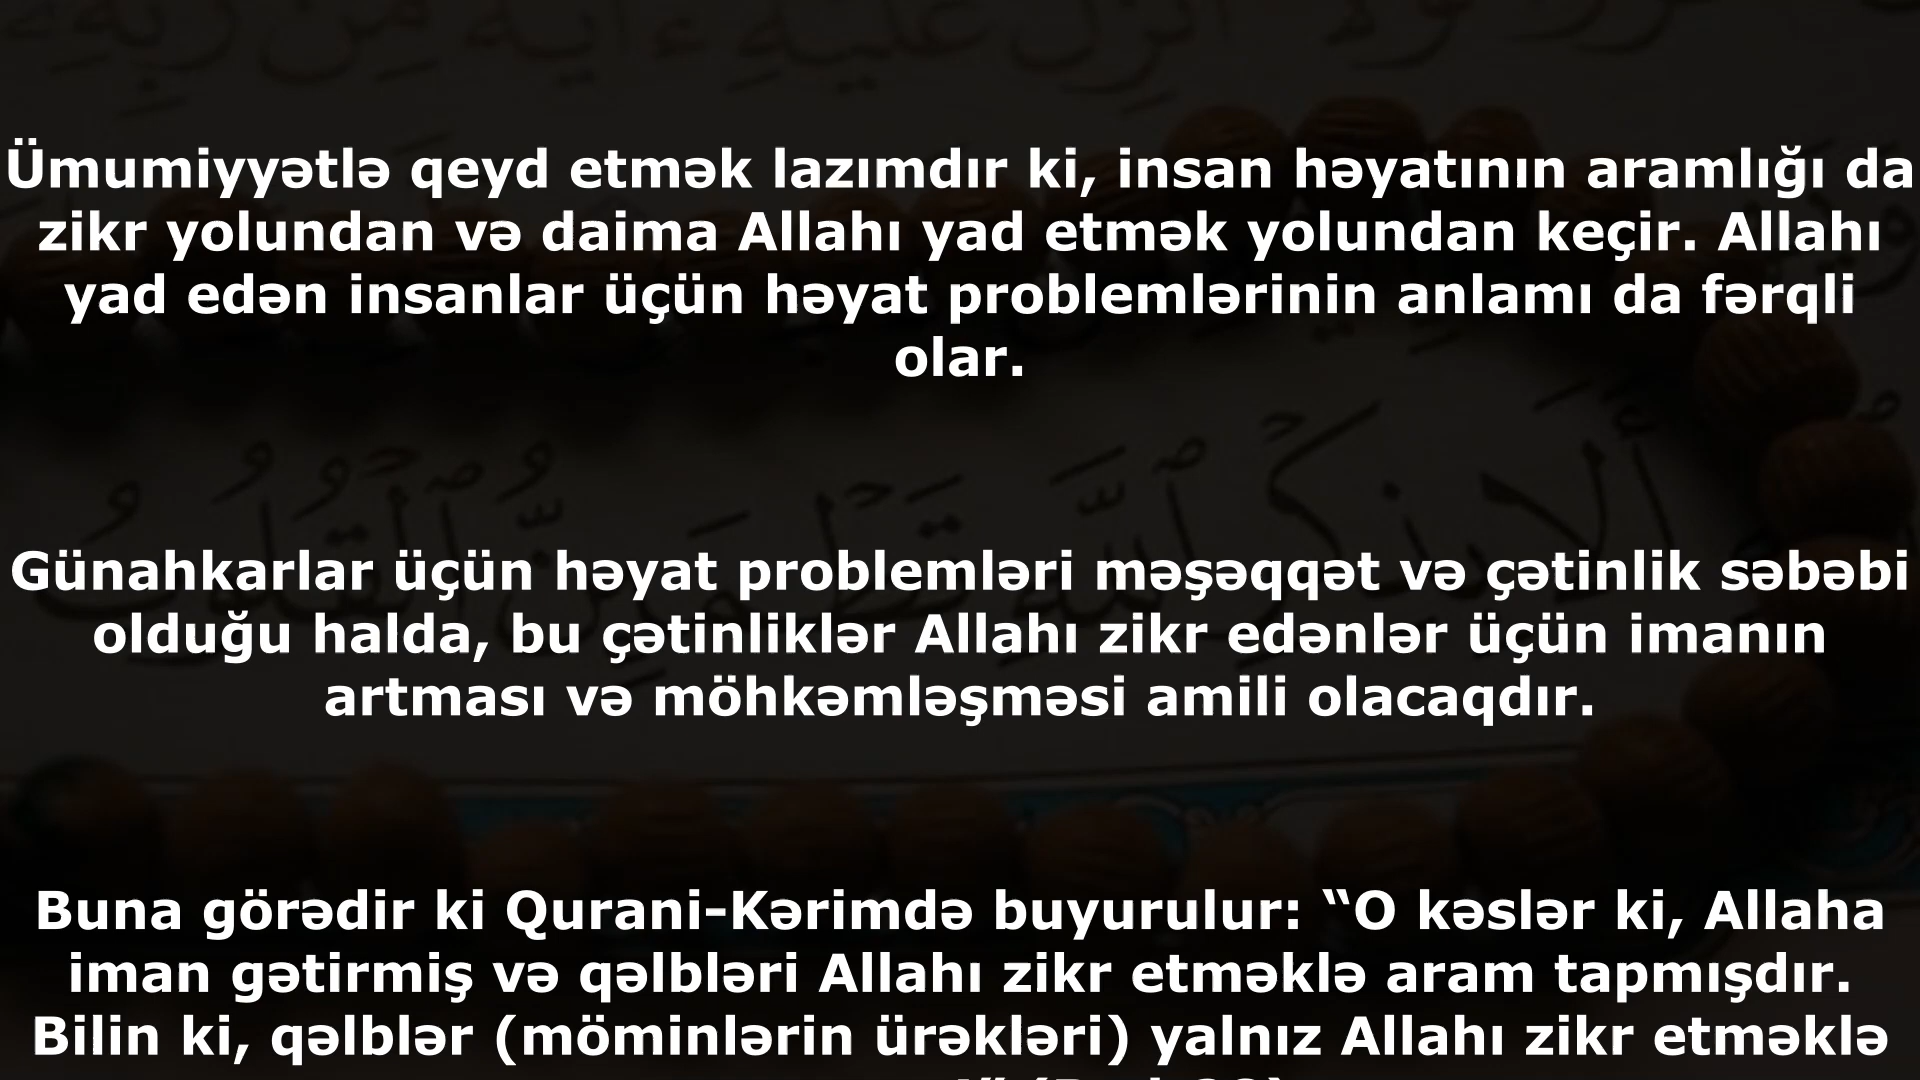 Ümumiyyətlə qeyd etmək lazımdır ki, insan həyatının aramlığı da
zikr yolundan və daima Allahı yad etmək yolundan keçir. Allahı
yad edən insanlar üçün həyat problemlərinin anlamı da fərqli
olar.
أَلَا بِذِكْرِ ٱللَّهِ تَطْمَئِنُّ ٱلْقُلُوبُ
Günahkarlar üçün həyat problemləri məşəqqət və çətinlik səbəbi
olduğu halda, bu çətinliklər Allahı zikr edənlər üçün imanın
artması və möhkəmləşməsi amili olacaqdır.
Buna görədir ki Qurani-Kərimdə buyurulur: “O kəslər ki, Allaha
iman gətirmiş və qəlbləri Allahı zikr etməklə aram tapmışdır.
Bilin ki, qəlblər (möminlərin ürəkləri) yalnız Allahı zikr etməklə